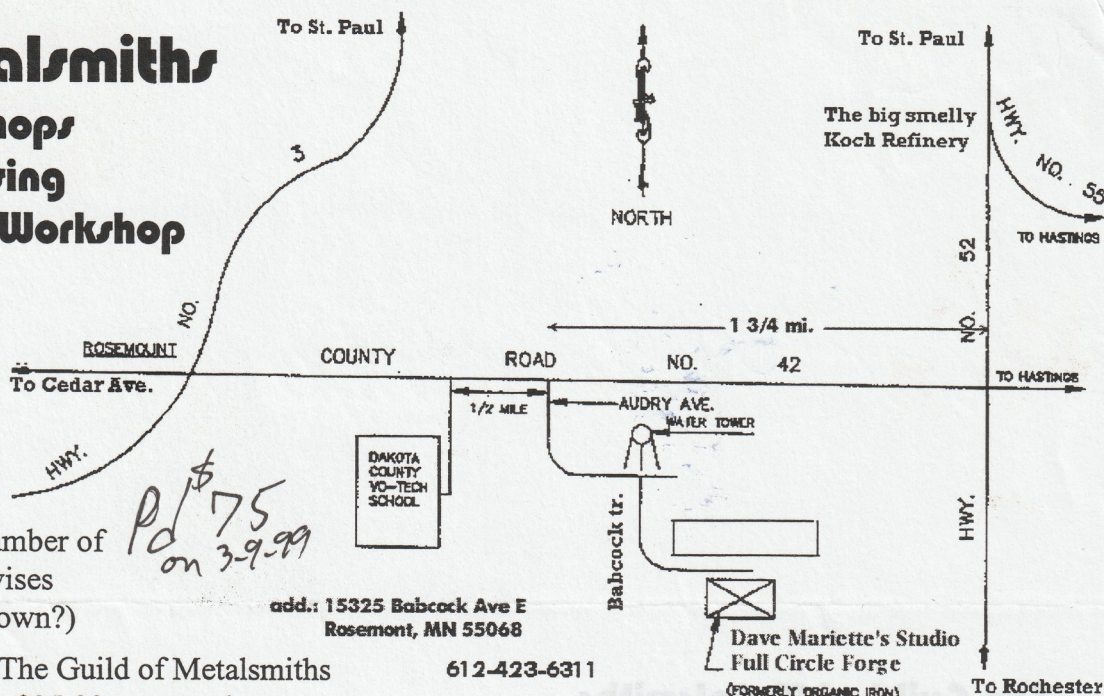 To St. Paul
To St. Paul
HWY. NO. 55
The big smelly
Koch Refinery
NORTH
TO HASTINGS
3
NO.
HWY.
NO. 52
HWY.
1 3/4 mi.
ROSEMOUNT
COUNTY ROAD NO. 42
To Cedar Ave.
TO HASTINGS
1/2 MILE
AUDRY AVE.
WATER TOWER
DAKOTA
COUNTY
VO-TECH
SCHOOL
Babcock tr.
Pd $75
on 3-9-99
add.: 15325 Babcock Ave E
Rosemont, MN 55068
612-423-6311
Dave Mariette's Studio
Full Circle Forge
(FORMERLY ORGANIC IRON)
To Rochester
alsmiths
hops
sing
Workshop
mber of
vises
own?)
The Guild of Metalsmiths